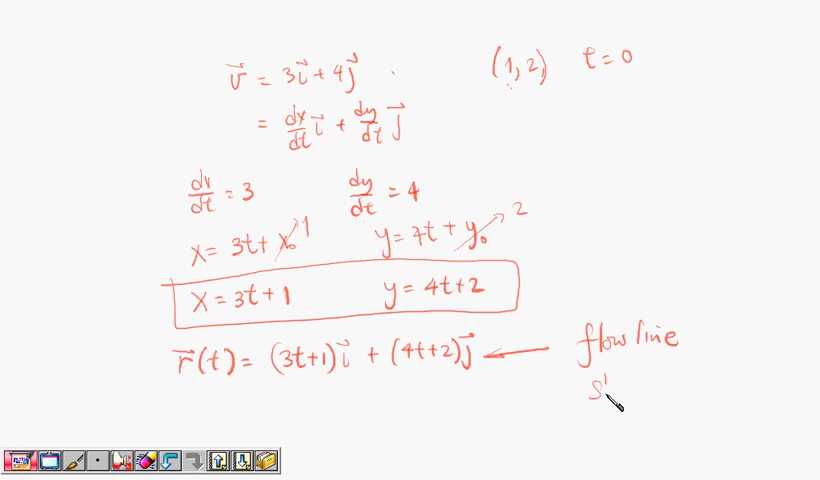 v⃗ = 3i⃗ + 4j⃗ (1, 2) t = 0
= dx/dt i⃗ + dy/dt j⃗
dx/dt = 3 dy/dt = 4
x = 3t + x₀ 1 y = 4t + y₀ 2
x = 3t + 1 y = 4t + 2
r⃗(t) = (3t+1)i⃗ + (4t+2)j⃗ ← flow line
s